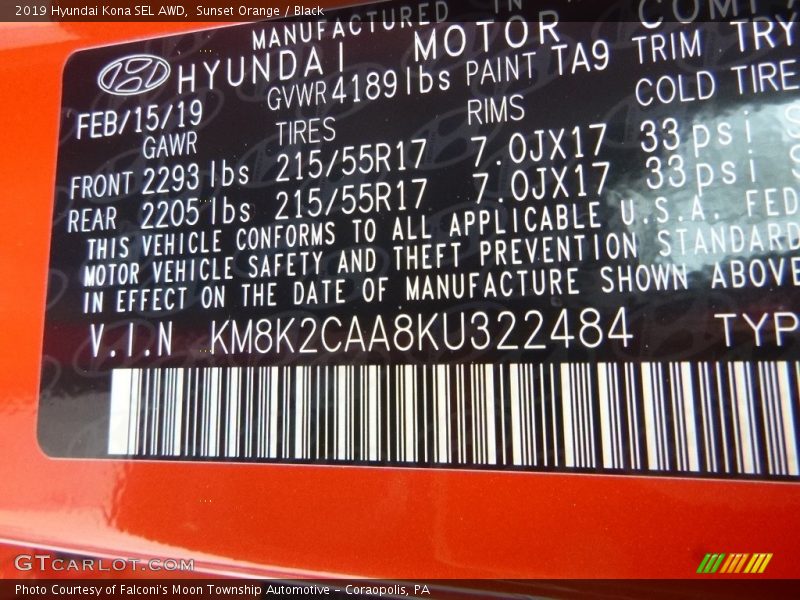 2019 Hyundai Kona SEL AWD,  Sunset Orange / Black
MANUFACTURED IN
HYUNDAI MOTOR COMPA
FEB/15/19 GVWR 4189 lbs PAINT TA9 TRIM TRY
GAWR TIRES RIMS COLD TIRE
FRONT 2293 lbs 215/55R17 7.0JX17 33 psi S
REAR 2205 lbs 215/55R17 7.0JX17 33 psi S
THIS VEHICLE CONFORMS TO ALL APPLICABLE U.S.A. FED
MOTOR VEHICLE SAFETY AND THEFT PREVENTION STANDARD
IN EFFECT ON THE DATE OF MANUFACTURE SHOWN ABOVE
V.I.N KM8K2CAA8KU322484 TYP
GTCARLOT.COM
Photo Courtesy of Falconi's Moon Township Automotive - Coraopolis, PA